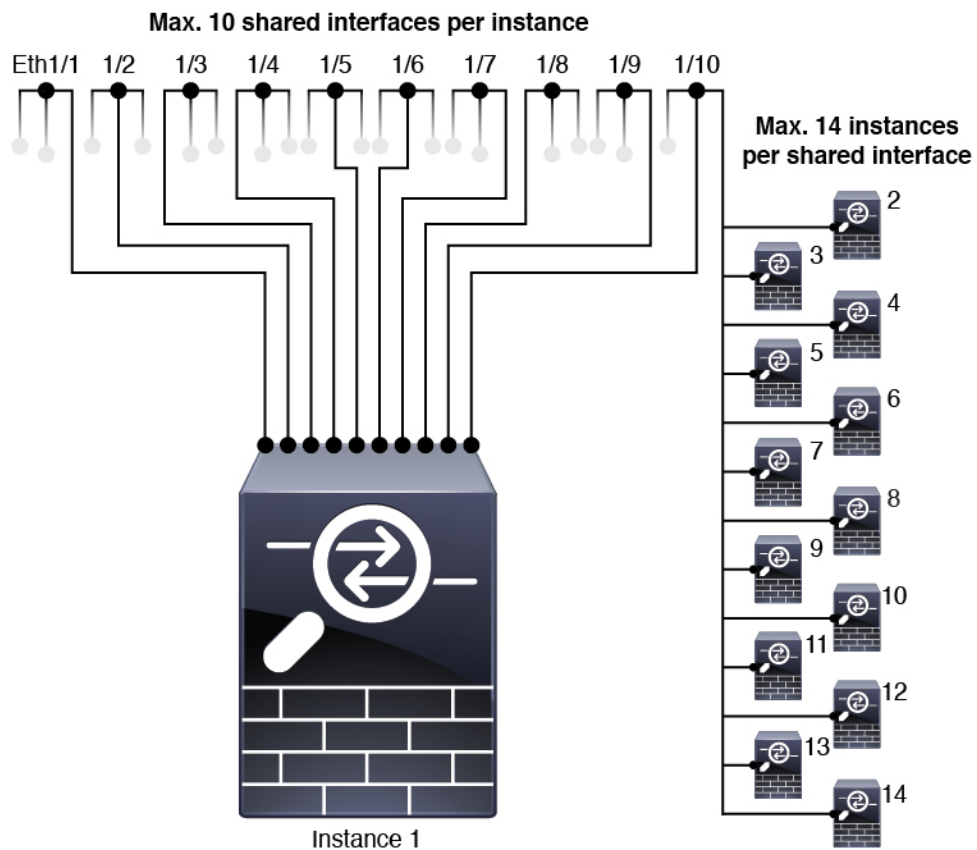 Max. 10 shared interfaces per instance
Eth1/1 1/2 1/3 1/4 1/5 1/6 1/7 1/8 1/9 1/10
Max. 14 instances
per shared interface
2
3
4
5
6
7
8
9
10
11
12
13
14
Instance 1